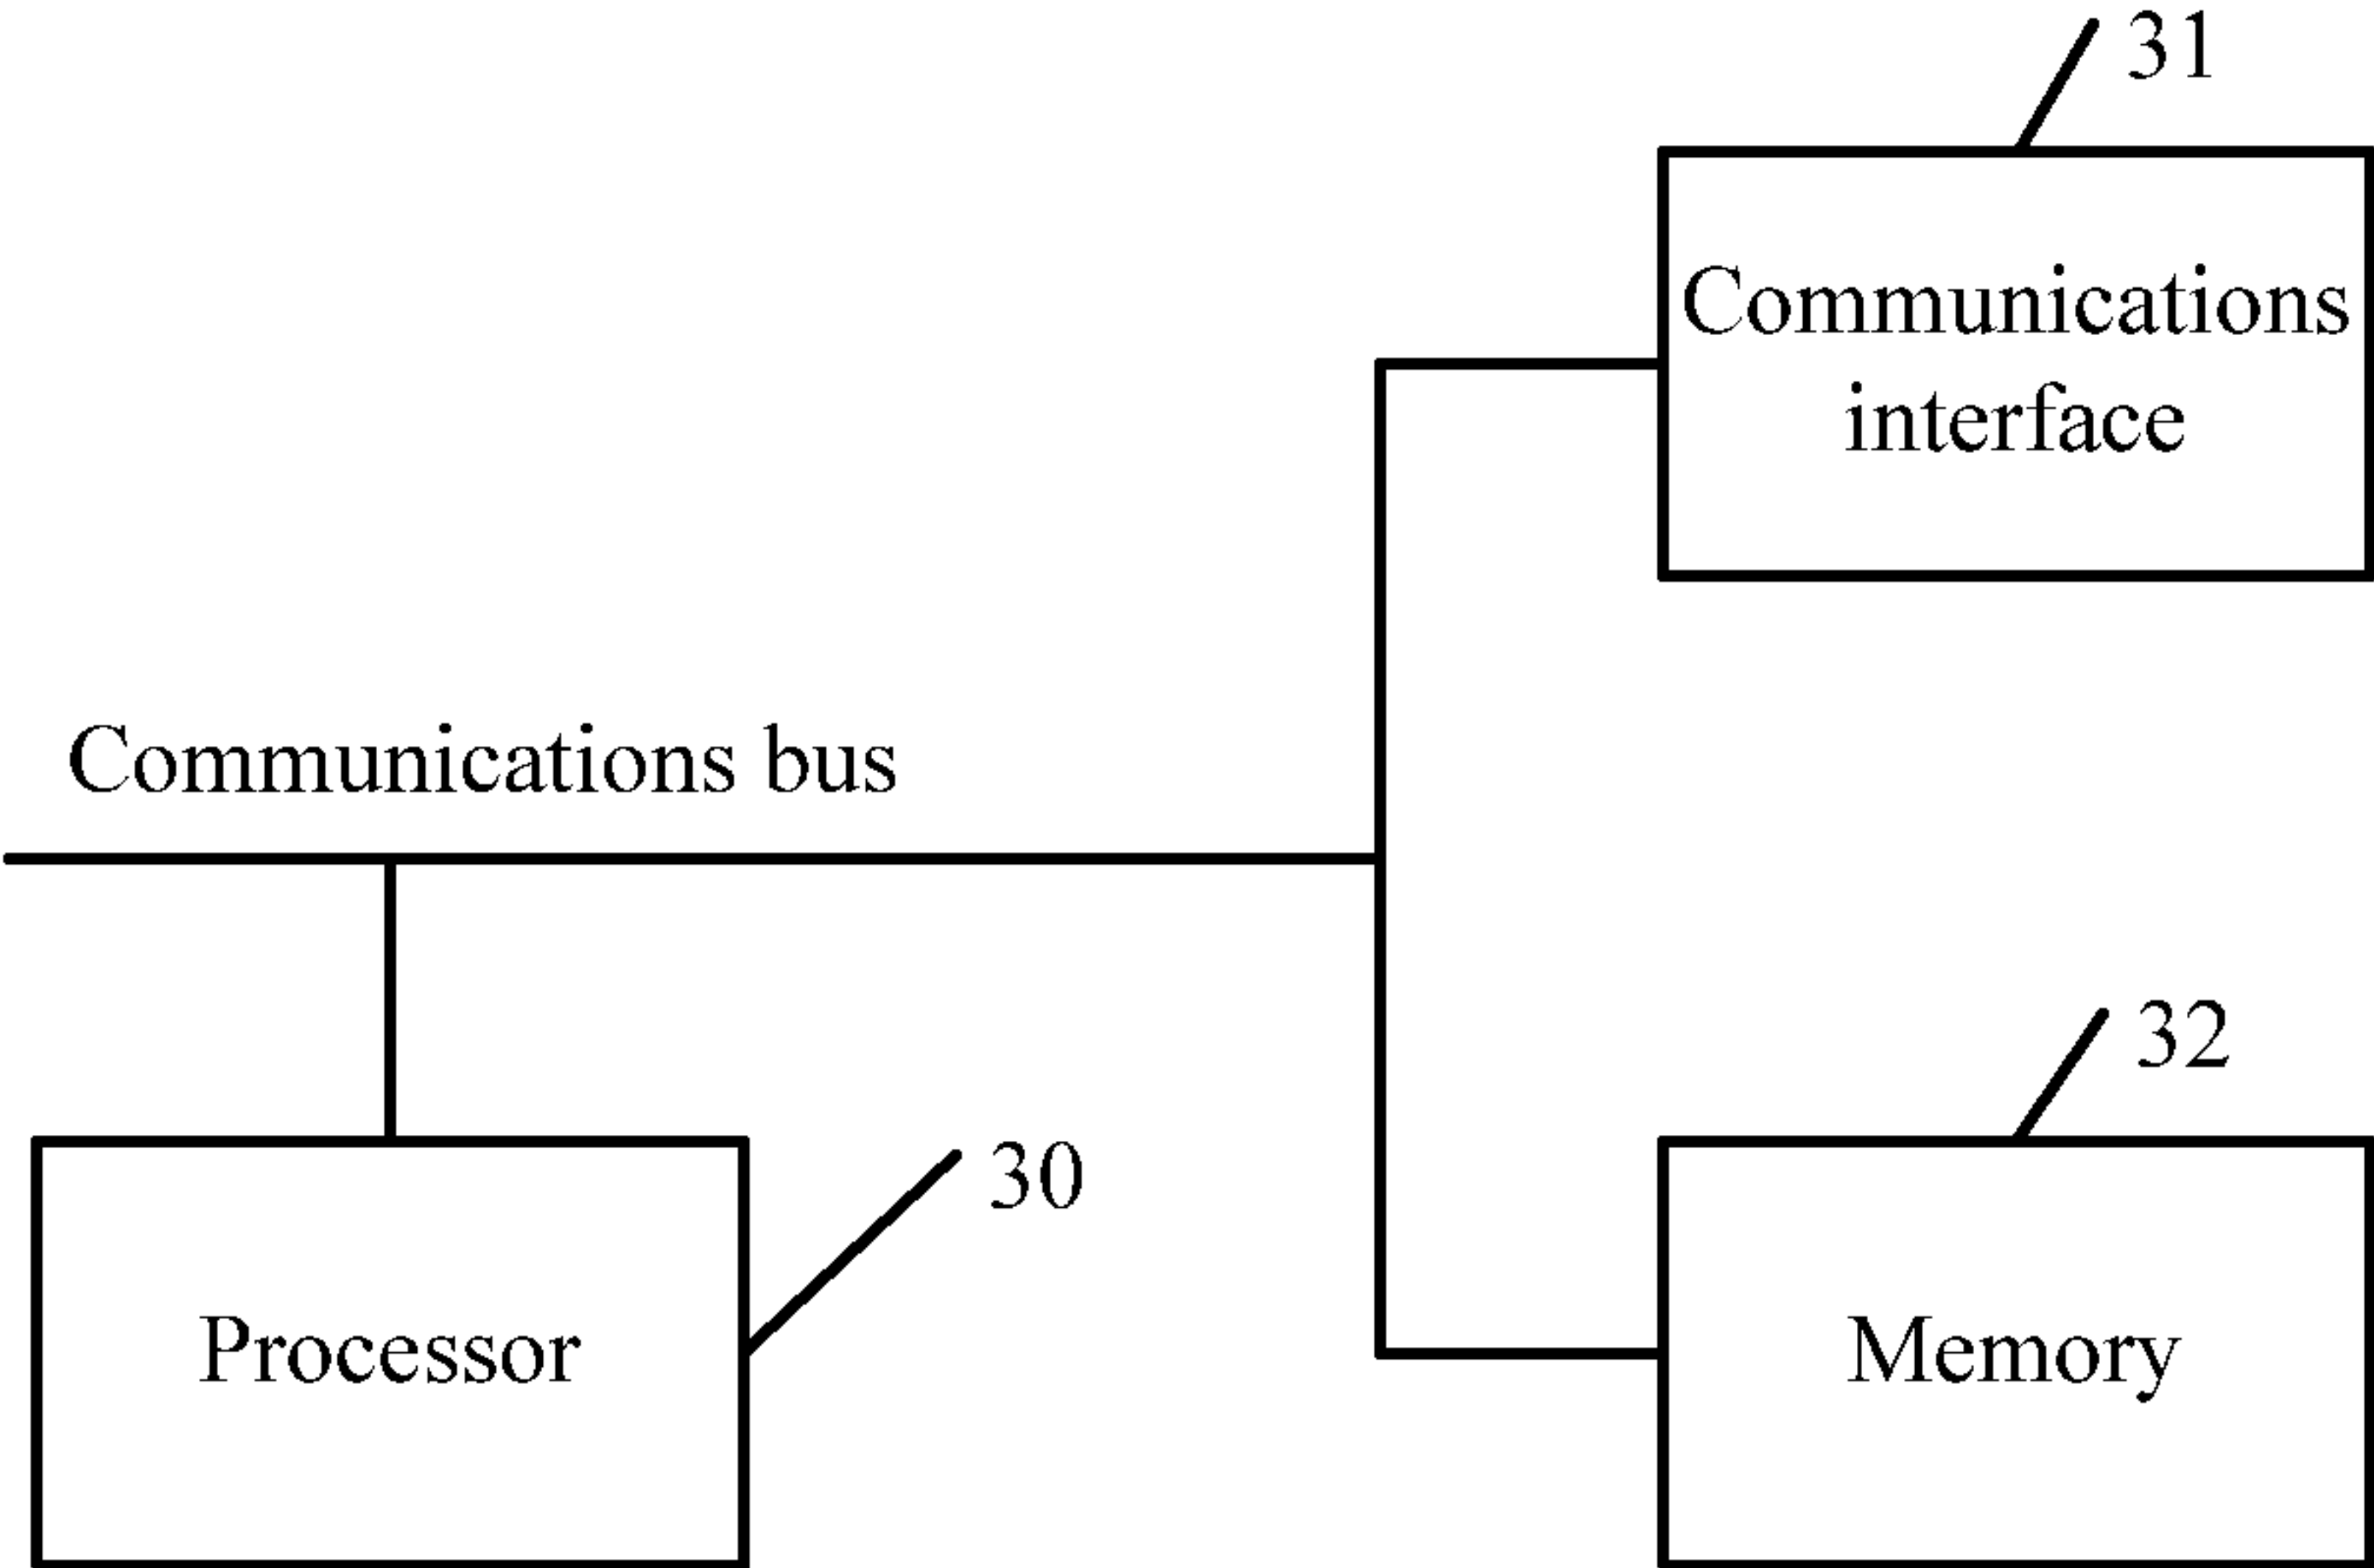 31
Communications
interface
Communications bus
32
30
Processor
Memory